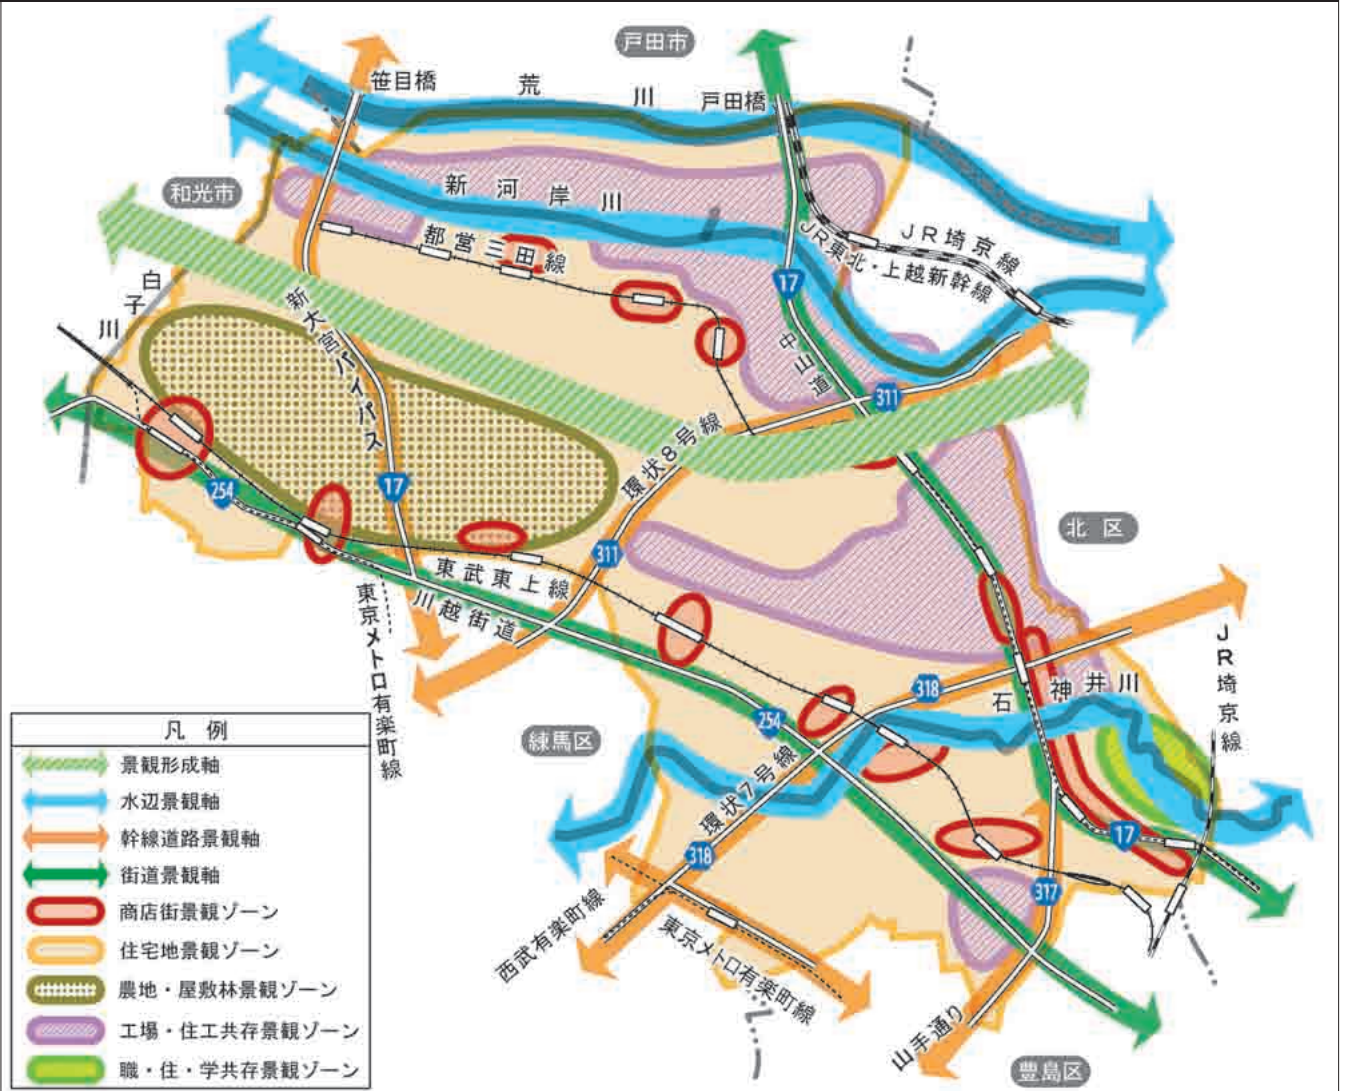 戸田市
笹目橋
荒川
戸田橋
和光市
新河岸川
都営三田線
JR埼京線
JR東北・上越新幹線
17
白子川
新大宮バイパス
中山道
311
環状8号線
254
17
311
北区
東武東上線
川越街道
東京メトロ有楽町線
318
石神井川
JR埼京線
254
練馬区
環状7号線
17
318
317
西武有楽町線
東京メトロ有楽町線
山手通り
豊島区
凡例
景観形成軸
水辺景観軸
幹線道路景観軸
街道景観軸
商店街景観ゾーン
住宅地景観ゾーン
農地・屋敷林景観ゾーン
工場・住工共存景観ゾーン
職・住・学共存景観ゾーン